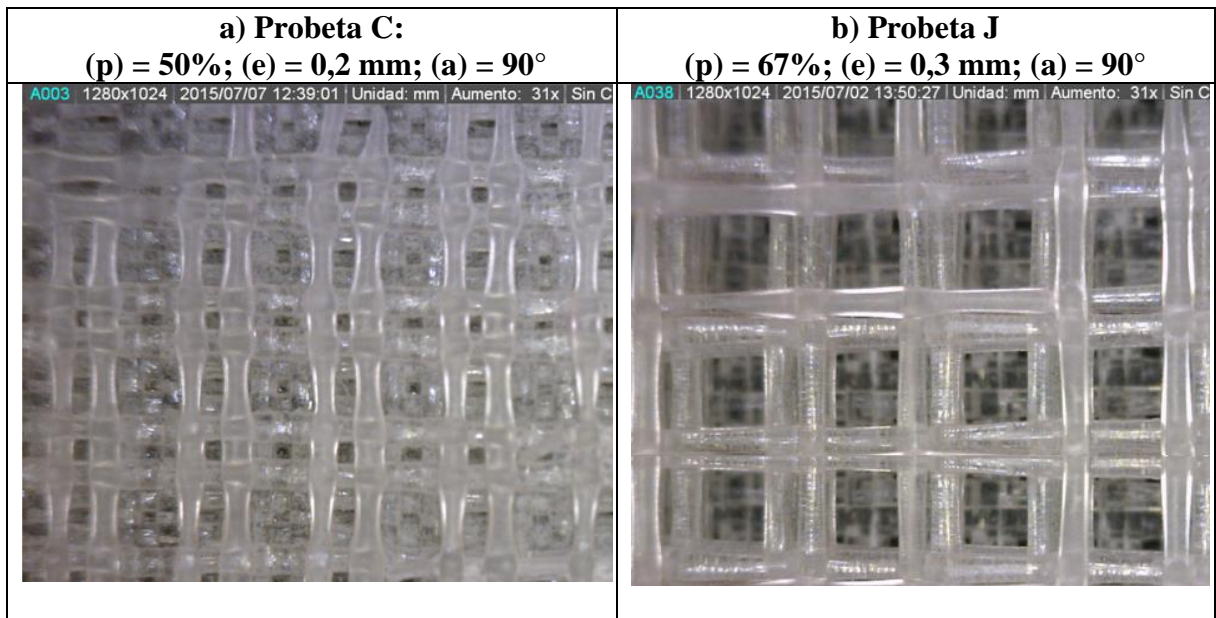 a) Probeta C:
(p) = 50%; (e) = 0,2 mm; (a) = 90°
b) Probeta J
(p) = 67%; (e) = 0,3 mm; (a) = 90°
A003 1280x1024 2015/07/07 12:39:01 Unidad: mm Aumento: 31x Sin C
A038 1280x1024 2015/07/02 13:50:27 Unidad: mm Aumento: 31x Sin C